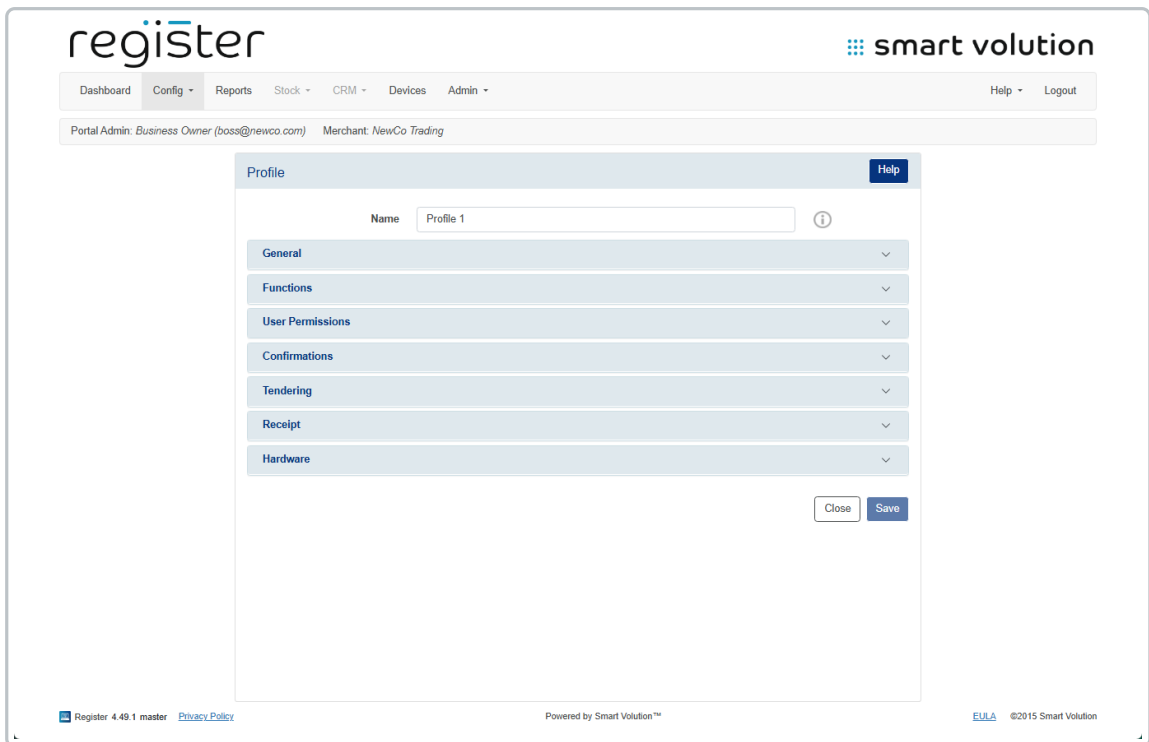 register
smart volution
Dashboard Config Reports Stock CRM Devices Admin Help Logout
Portal Admin: Business Owner (boss@newco.com) Merchant: NewCo Trading
Profile Help
Name Profile 1
General
Functions
User Permissions
Confirmations
Tendering
Receipt
Hardware
Close Save
Register 4.49.1 master Privacy Policy Powered by Smart Volution™ EULA ©2015 Smart Volution